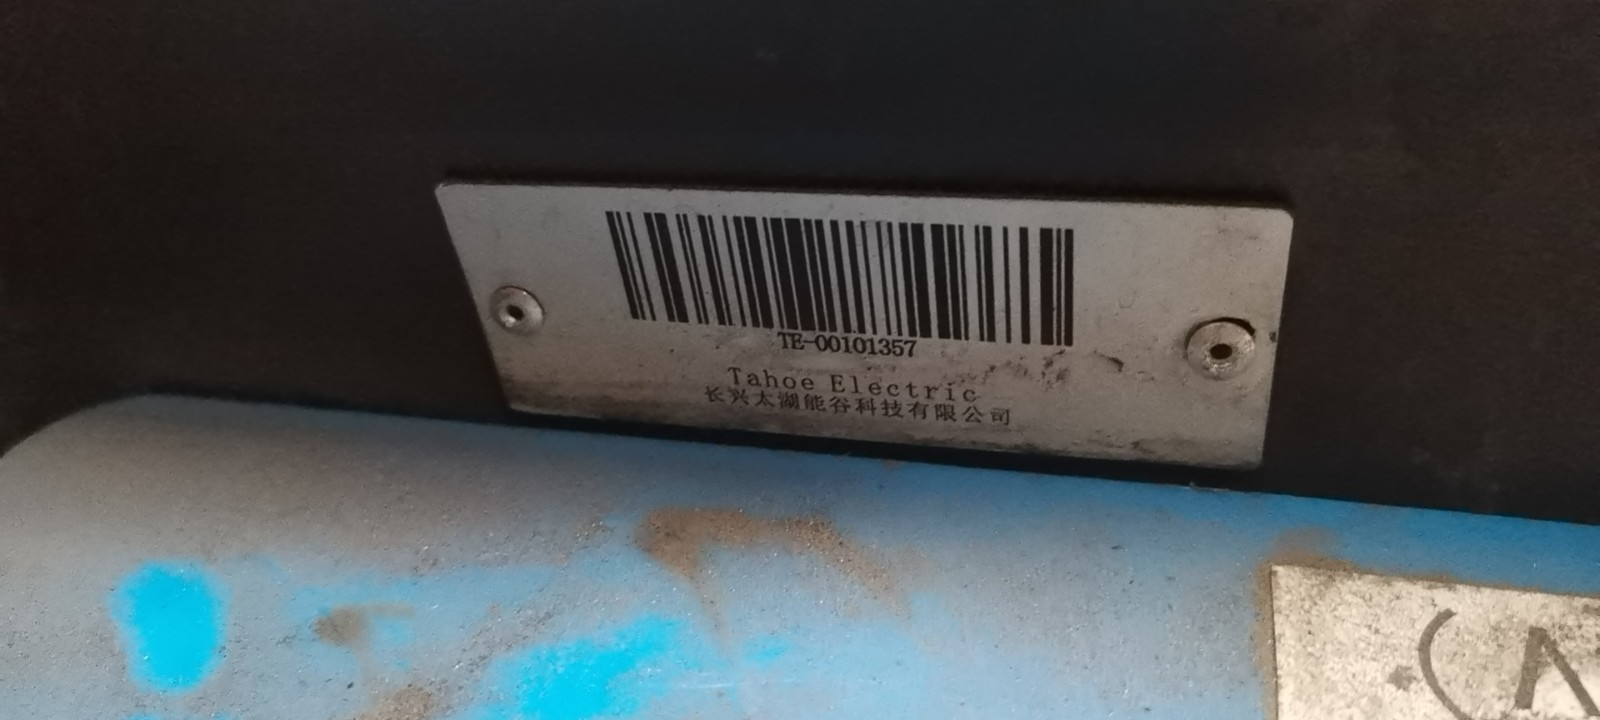 TE-00101357
Tahoe Electric
长兴太湖能谷科技有限公司